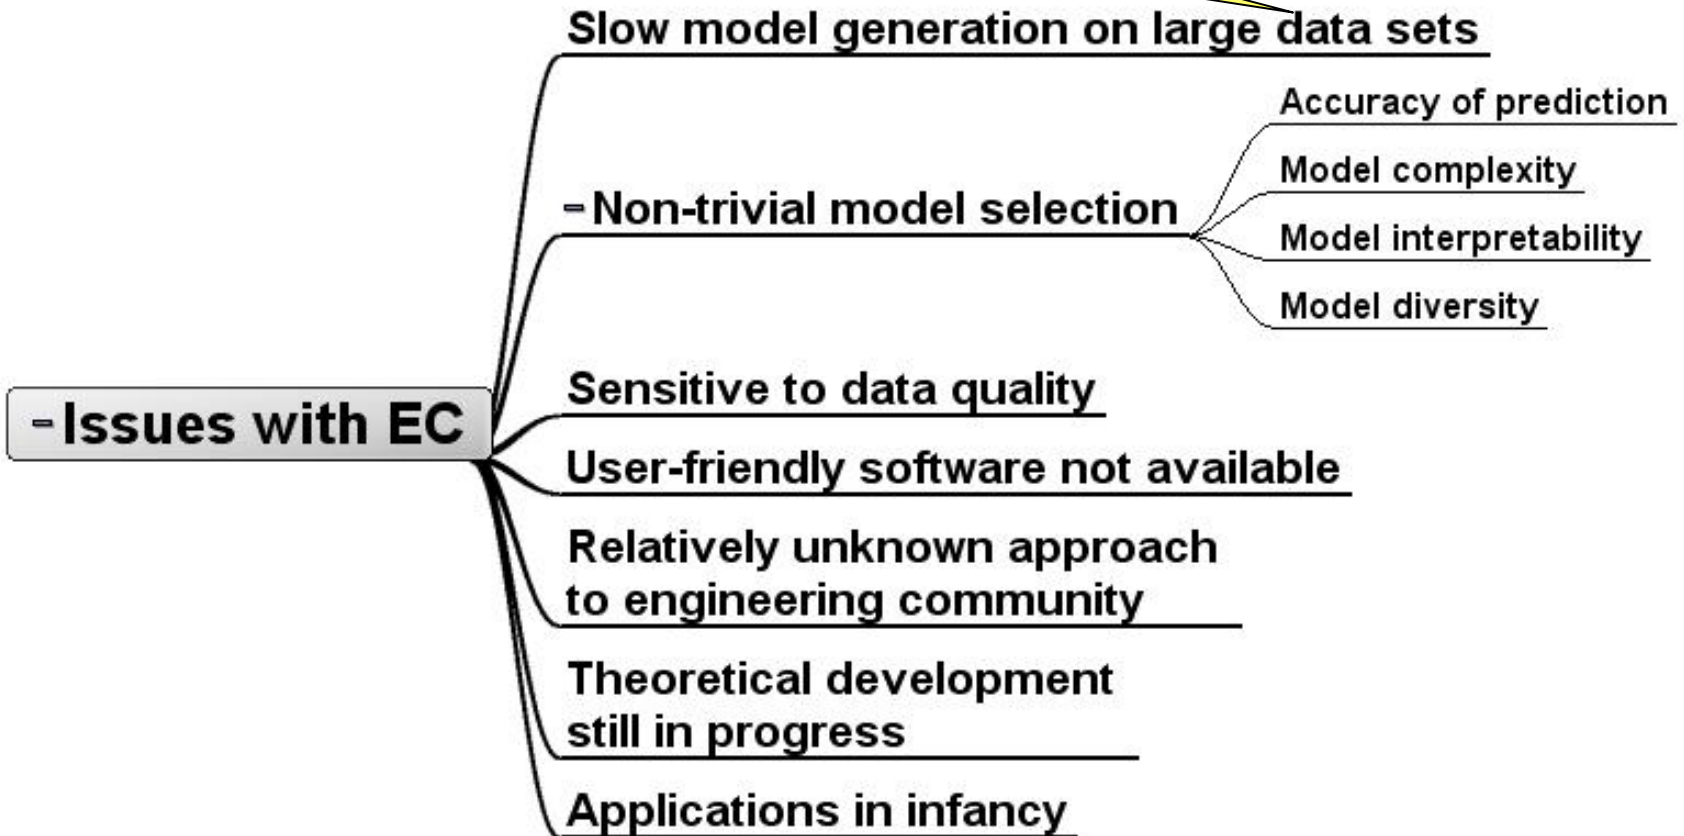 Slow model generation on large data sets
Accuracy of prediction
Model complexity
Non-trivial model selection
Model interpretability
Model diversity
Sensitive to data quality
Issues with EC
User-friendly software not available
Relatively unknown approach
to engineering community
Theoretical development
still in progress
Applications in infancy